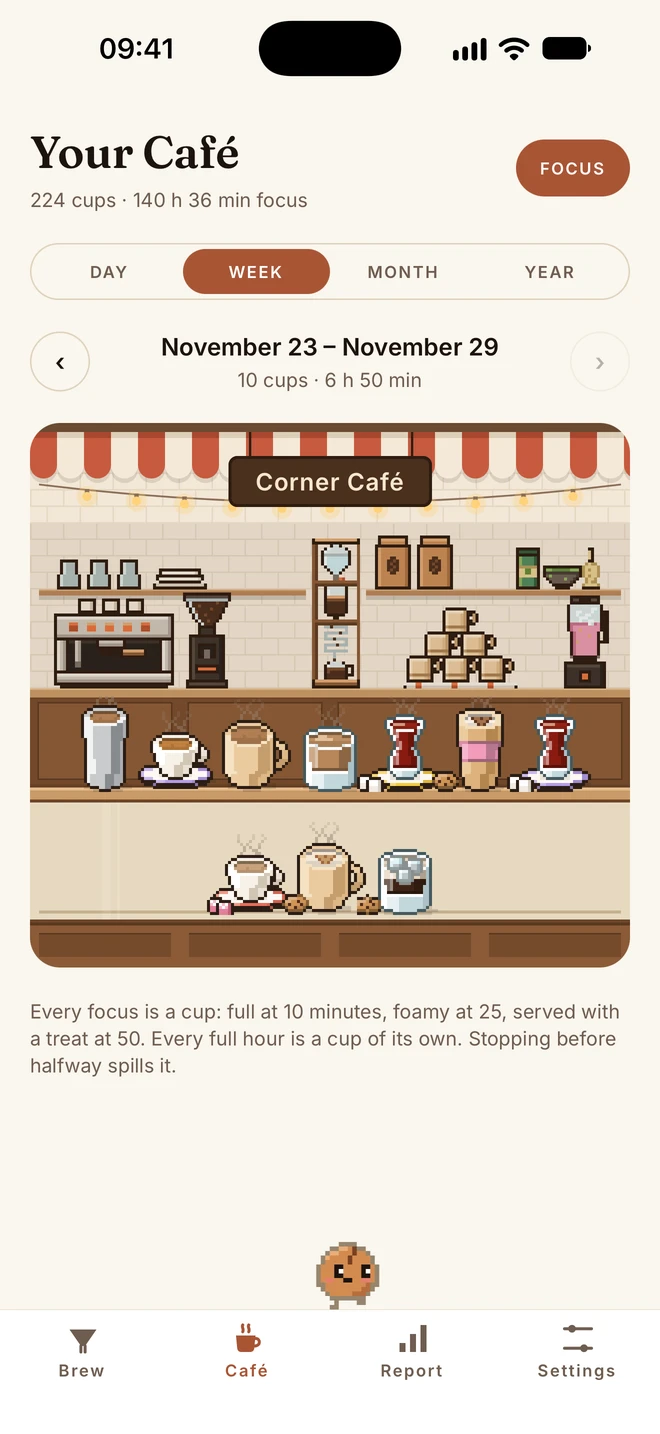 09:41
Your Café
224 cups · 140 h 36 min focus
FOCUS
DAY
WEEK
MONTH
YEAR
‹
November 23 – November 29
10 cups · 6 h 50 min
›
Corner Café
Every focus is a cup: full at 10 minutes, foamy at 25, served with
a treat at 50. Every full hour is a cup of its own. Stopping before
halfway spills it.
Brew
Café
Report
Settings